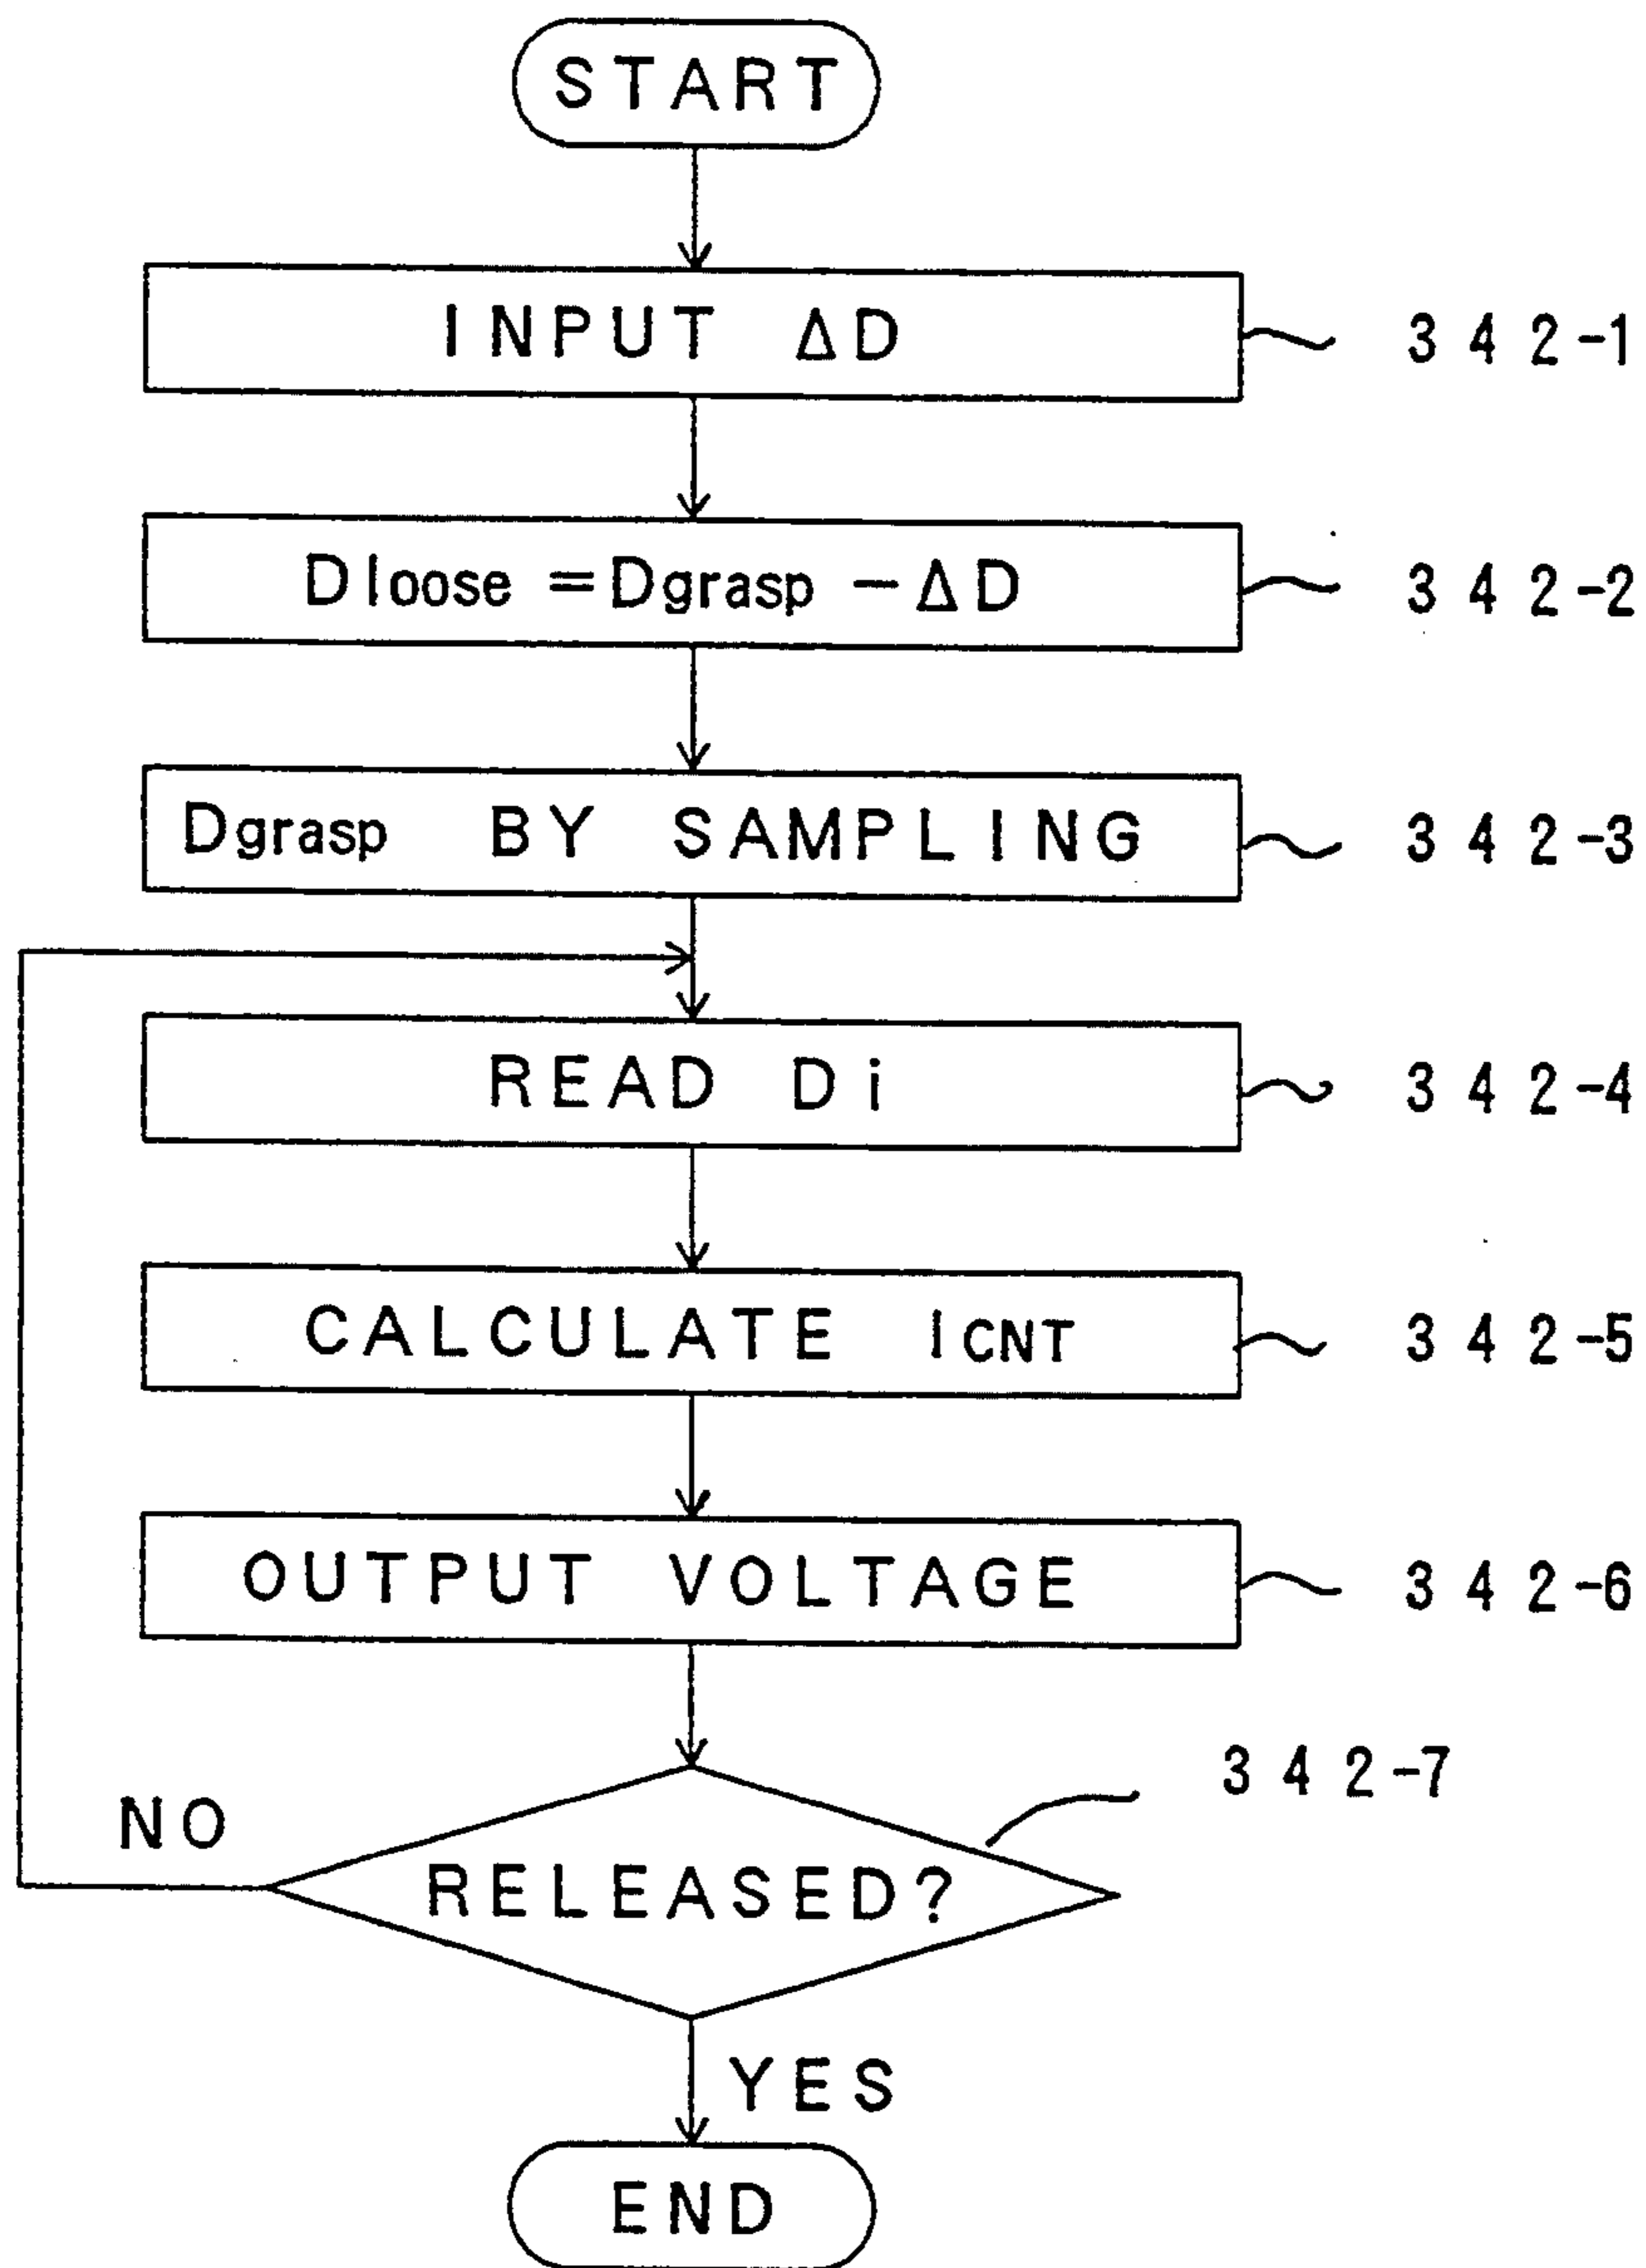 START
INPUT ΔD 342-1
Dloose = Dgrasp - ΔD 342-2
Dgrasp BY SAMPLING 342-3
READ Di 342-4
CALCULATE ICNT 342-5
OUTPUT VOLTAGE 342-6
342-7
NO
RELEASED?
YES
END